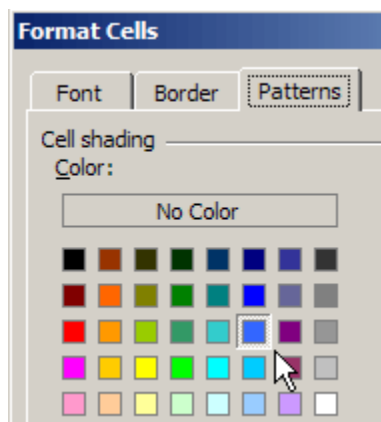 Format Cells
Font Border Patterns
Cell shading
Color:
No Color